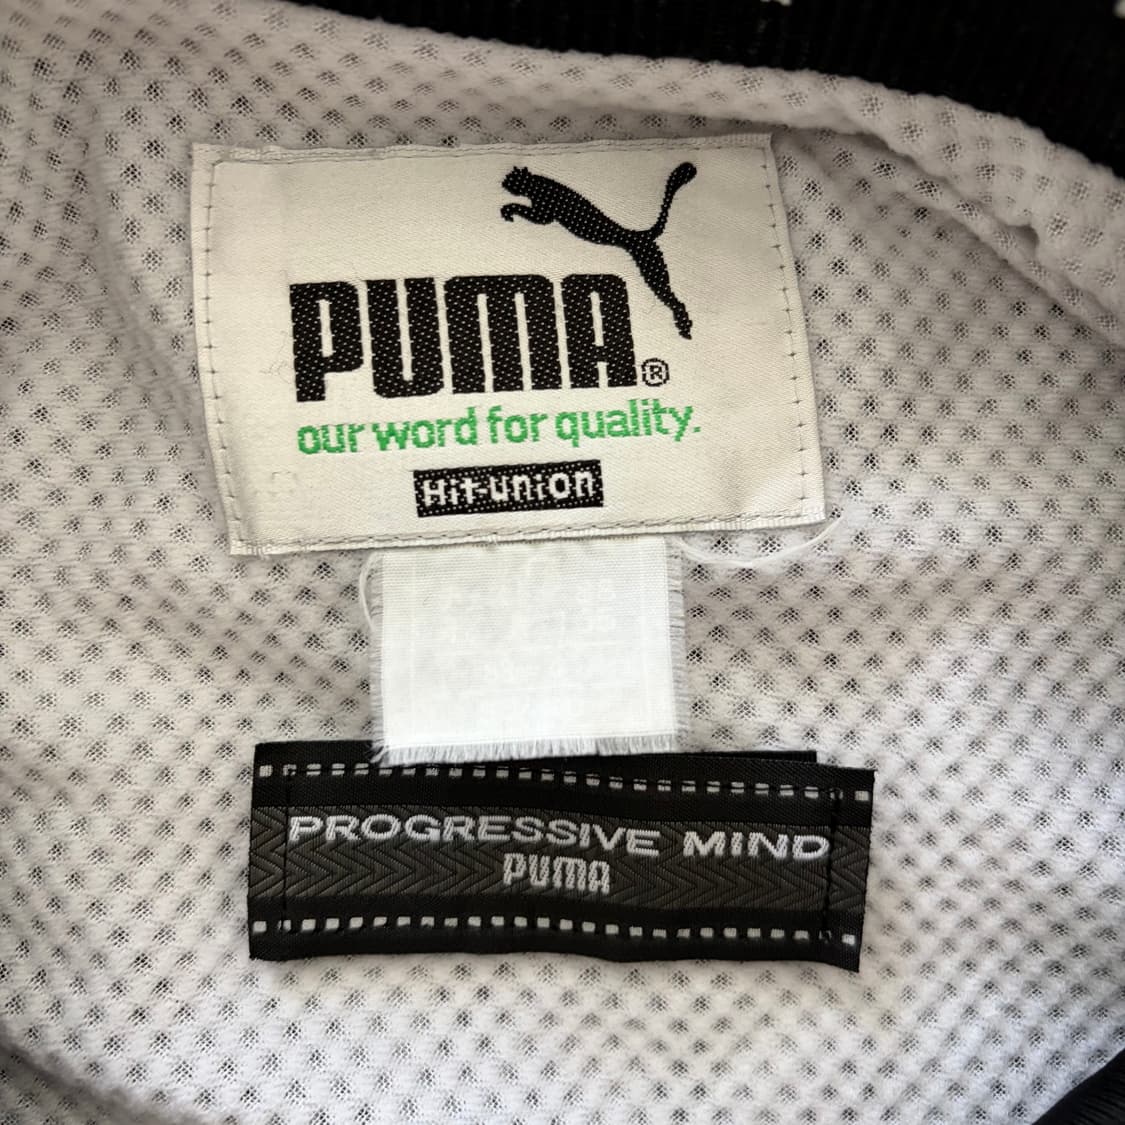 PUMA®
our word for quality.
Hit-union
PROGRESSIVE MIND
PUMA